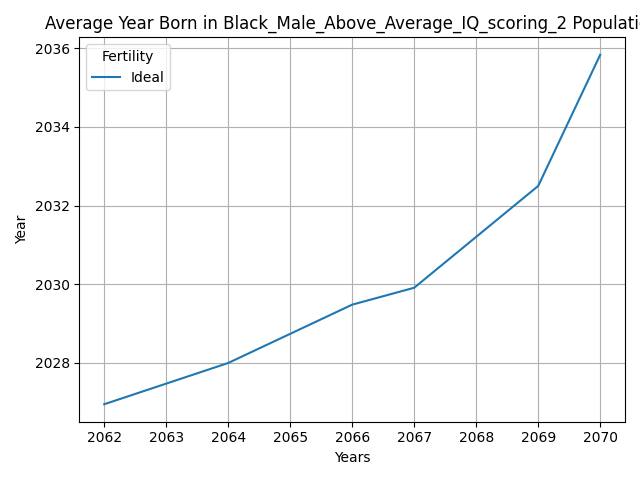 Average Year Born in Black_Male_Above_Average_IQ_scoring_2 Populati
Fertility
Ideal
2036
2034
2032
2030
2028
Year
2062 2063 2064 2065 2066 2067 2068 2069 2070
Years